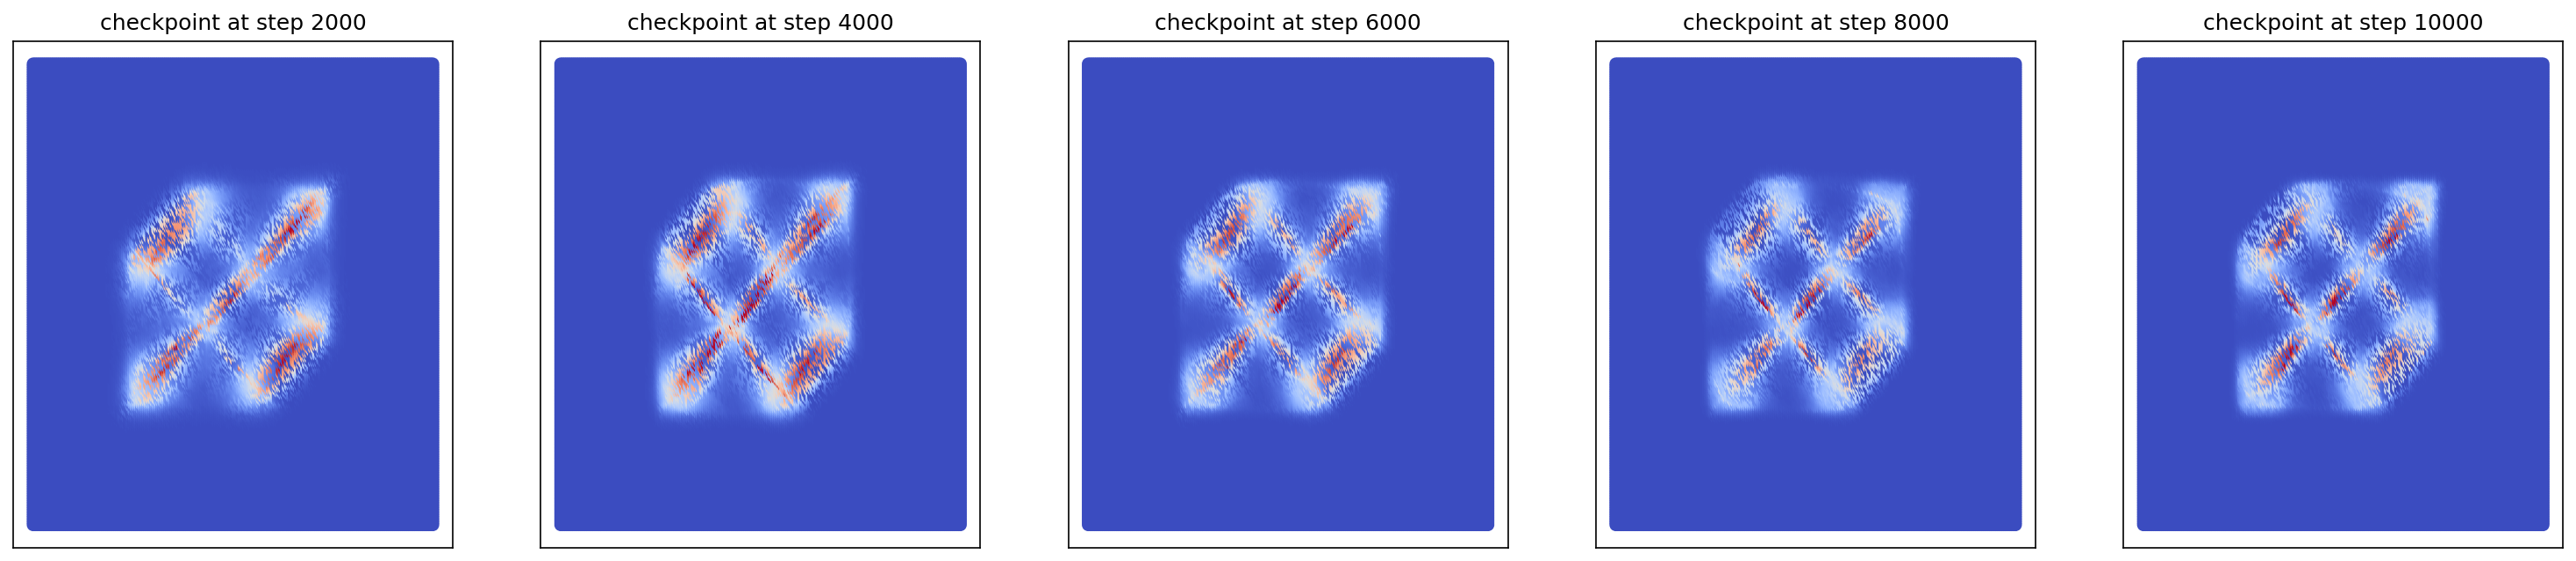 checkpoint at step 2000
checkpoint at step 4000
checkpoint at step 6000
checkpoint at step 8000
checkpoint at step 10000